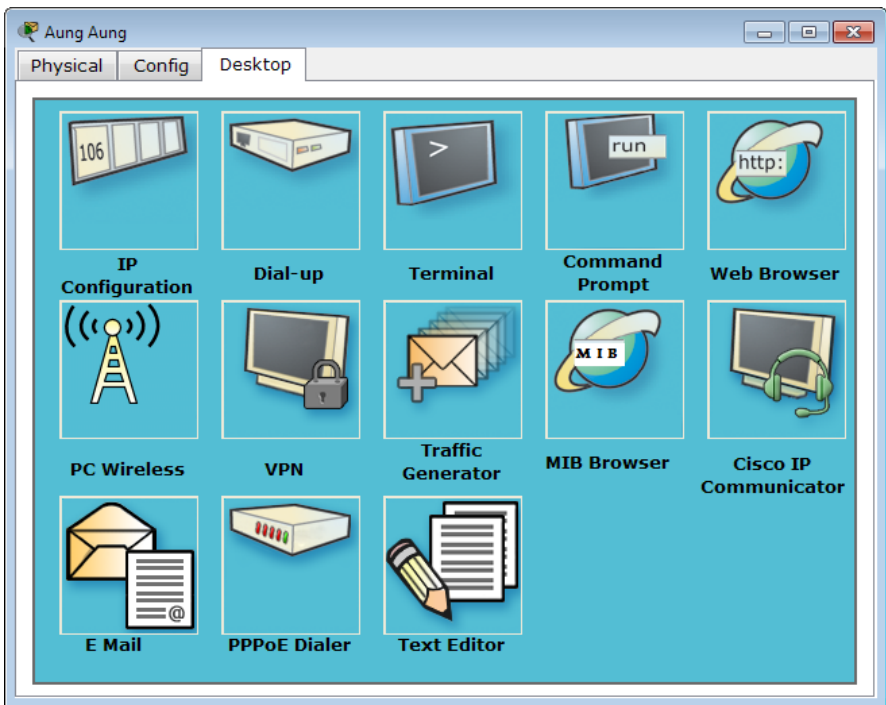 Aung Aung
Physical Config Desktop
106
>
run
http:
IP
Configuration
Dial-up
Terminal
Command
Prompt
Web Browser
MIB
PC Wireless
VPN
Traffic
Generator
MIB Browser
Cisco IP
Communicator
@
E Mail
PPPoE Dialer
Text Editor